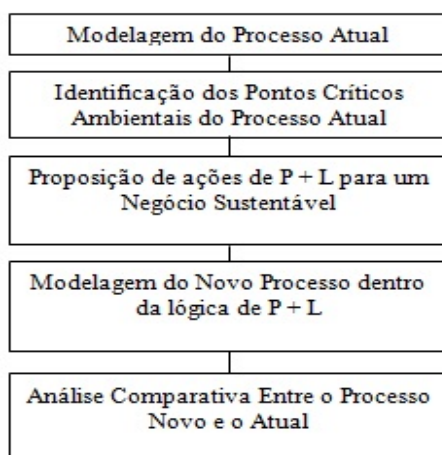 Modelagem do Processo Atual
Identificação dos Pontos Críticos
Ambientais do Processo Atual
Proposição de ações de P + L para um
Negócio Sustentável
Modelagem do Novo Processo dentro
da lógica de P + L
Análise Comparativa Entre o Processo
Novo e o Atual